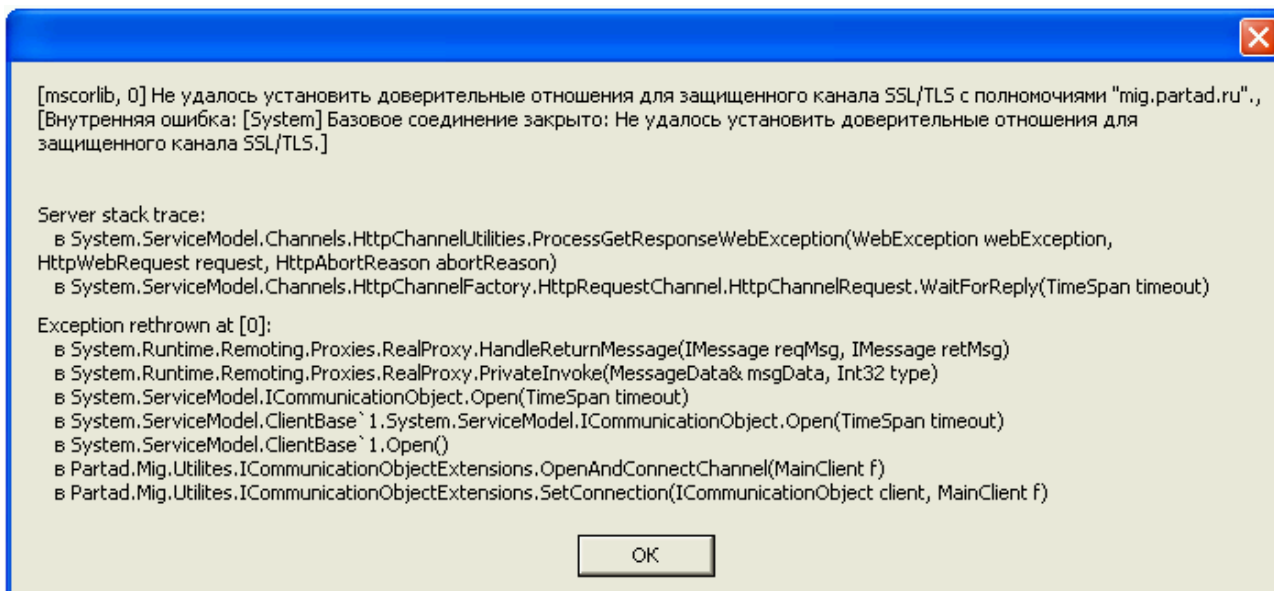 [mscorlib, 0] Не удалось установить доверительные отношения для защищенного канала SSL/TLS с полномочиями "mig.partad.ru".,
[Внутренняя ошибка: [System] Базовое соединение закрыто: Не удалось установить доверительные отношения для
защищенного канала SSL/TLS.]
Server stack trace:
в System.ServiceModel.Channels.HttpChannelUtilities.ProcessGetResponseWebException(WebException webException,
HttpWebRequest request, HttpAbortReason abortReason)
в System.ServiceModel.Channels.HttpChannelFactory.HttpRequestChannel.HttpChannelRequest.WaitForReply(TimeSpan timeout)
Exception rethrown at [0]:
в System.Runtime.Remoting.Proxies.RealProxy.HandleReturnMessage(IMessage reqMsg, IMessage retMsg)
в System.Runtime.Remoting.Proxies.RealProxy.PrivateInvoke(MessageData& msgData, Int32 type)
в System.ServiceModel.ICommunicationObject.Open(TimeSpan timeout)
в System.ServiceModel.ClientBase`1.System.ServiceModel.ICommunicationObject.Open(TimeSpan timeout)
в System.ServiceModel.ClientBase`1.Open()
в Partad.Mig.Utilites.ICommunicationObjectExtensions.OpenAndConnectChannel(MainClient f)
в Partad.Mig.Utilites.ICommunicationObjectExtensions.SetConnection(ICommunicationObject client, MainClient f)
ОК